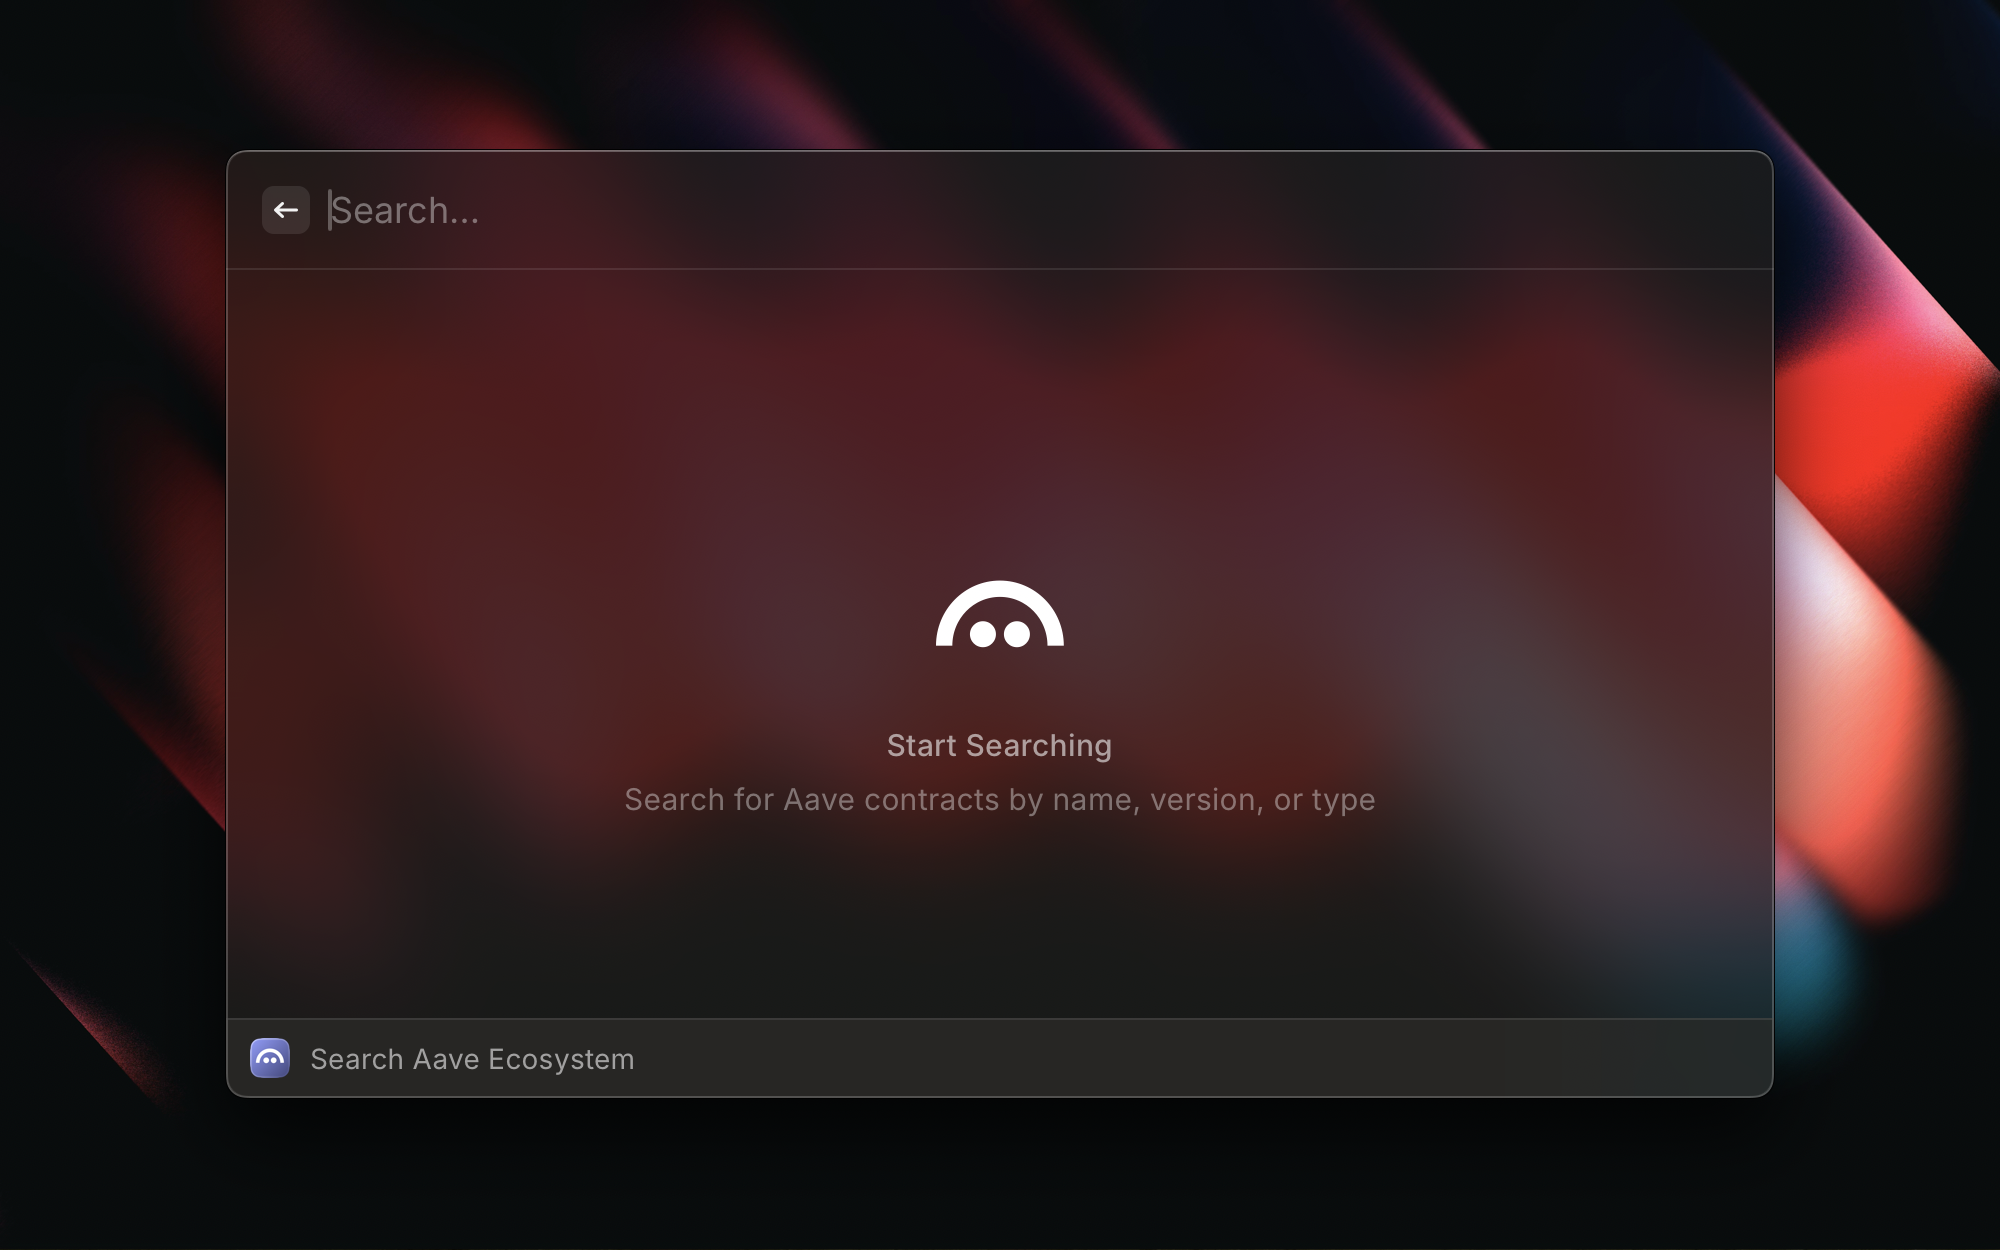 Search...
Start Searching
Search for Aave contracts by name, version, or type
Search Aave Ecosystem